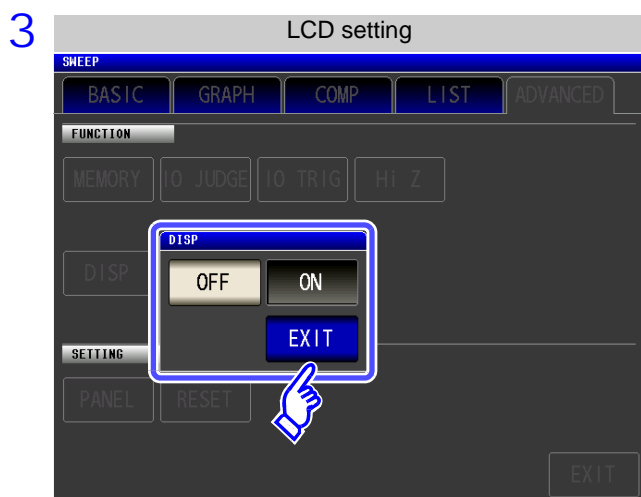 3
LCD setting
SWEEP
BASIC GRAPH COMP LIST ADVANCED
FUNCTION
MEMORY IO JUDGE IO TRIG Hi Z
DISP
DISP
OFF ON
EXIT
SETTING
PANEL RESET
EXIT